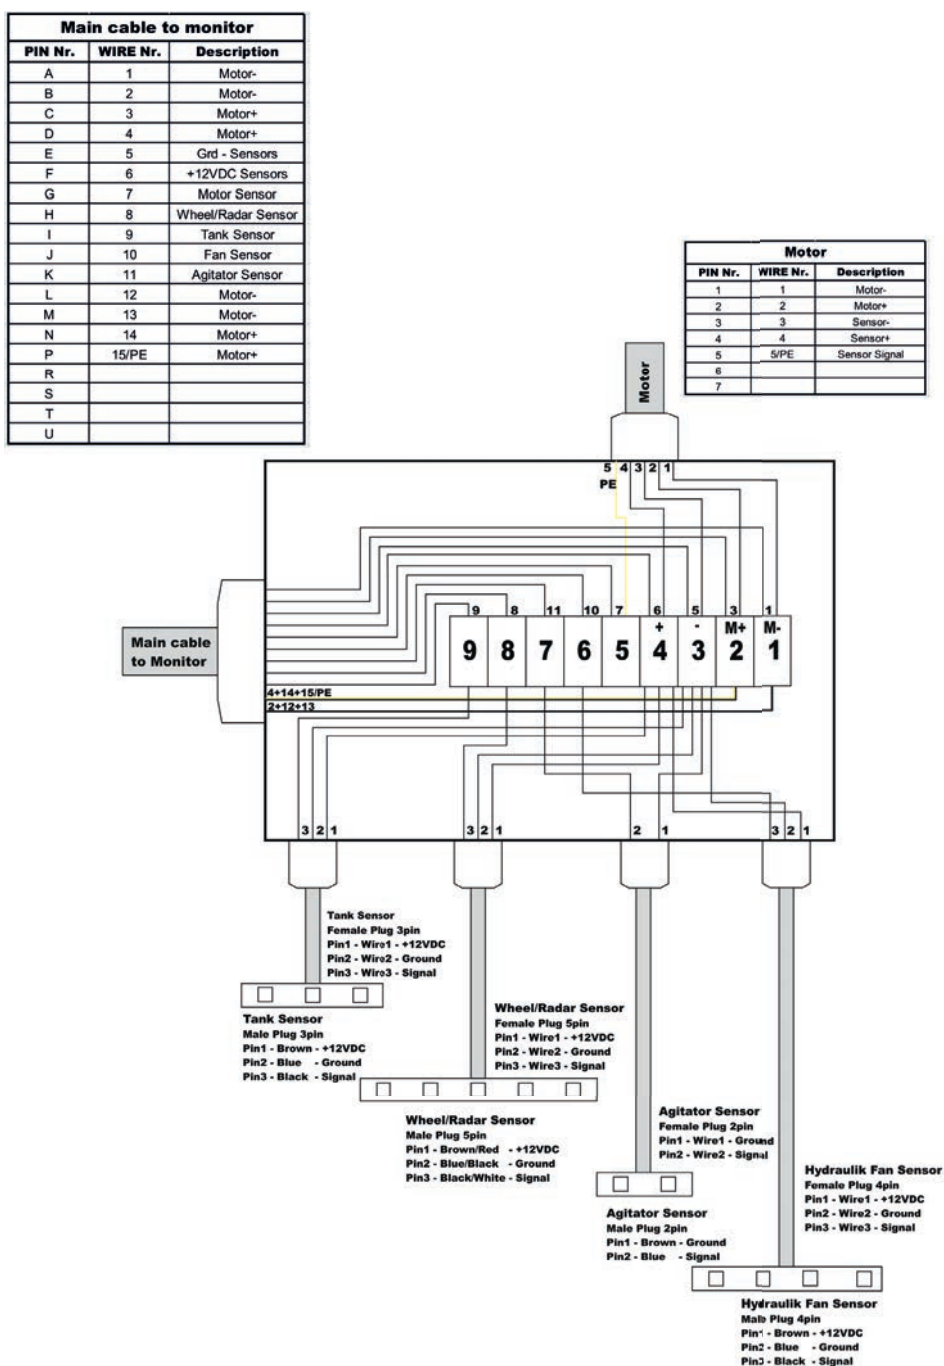 Main cable to monitor
PIN Nr. WIRE Nr. Description
A 1 Motor-
B 2 Motor-
C 3 Motor+
D 4 Motor+
E 5 Grd - Sensors
F 6 +12VDC Sensors
G 7 Motor Sensor
H 8 Wheel/Radar Sensor
I 9 Tank Sensor
J 10 Fan Sensor
K 11 Agitator Sensor
L 12 Motor-
M 13 Motor-
N 14 Motor+
P 15/PE Motor+
R
S
T
U
Motor
PIN Nr. WIRE Nr. Description
1 1 Motor-
2 2 Motor+
3 3 Sensor-
4 4 Sensor+
5 5/PE Sensor Signal
6
7
Motor
5 4 3 2 1
PE
Main cable
to Monitor
9 8 11 10 7 6 5 3 1
+ - M+ M-
9 8 7 6 5 4 3 2 1
4+14+15/PE
2+12+13
3 2 1 3 2 1 2 1 3 2 1
Tank Sensor
Female Plug 3pin
Pin1 - Wire1 - +12VDC
Pin2 - Wire2 - Ground
Pin3 - Wire3 - Signal
Tank Sensor
Male Plug 3pin
Pin1 - Brown - +12VDC
Pin2 - Blue - Ground
Pin3 - Black - Signal
Wheel/Radar Sensor
Female Plug 5pin
Pin1 - Wire1 - +12VDC
Pin2 - Wire2 - Ground
Pin3 - Wire3 - Signal
Wheel/Radar Sensor
Male Plug 5pin
Pin1 - Brown/Red - +12VDC
Pin2 - Blue/Black - Ground
Pin3 - Black/White - Signal
Agitator Sensor
Female Plug 2pin
Pin1 - Wire1 - Ground
Pin2 - Wire2 - Signal
Agitator Sensor
Male Plug 2pin
Pin1 - Brown - Ground
Pin2 - Blue - Signal
Hydraulik Fan Sensor
Female Plug 4pin
Pin1 - Wire1 - +12VDC
Pin2 - Wire2 - Ground
Pin3 - Wire3 - Signal
Hydraulik Fan Sensor
Male Plug 4pin
Pin1 - Brown - +12VDC
Pin2 - Blue - Ground
Pin3 - Black - Signal